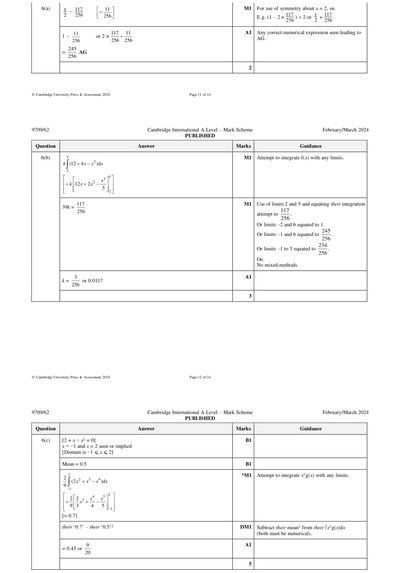 6(a)
1/2 − 117/256 [= 11/256]
M1
For use of symmetry about x = 2, oe.
E.g. (1 – 2 × 117/256) ÷ 2 or 1/2 × 117/256.
1 − 11/256 or 2 × 117/256 + 11/256
= 245/256 AG
A1
Any correct numerical expression seen leading to
AG.
2
© Cambridge University Press & Assessment 2024
Page 11 of 14
9709/62
Cambridge International A Level – Mark Scheme
February/March 2024
PUBLISHED
Question Answer Marks Guidance
6(b)
k∫(12 + 4x − x²)dx
[= k[12x + 2x² − x³/3]]
M1
Attempt to integrate f(x) with any limits.
39k = 117/256
M1
Use of limits 2 and 5 and equating their integration
attempt to 117/256.
Or limits –2 and 6 equated to 1.
Or limits –1 and 6 equated to 245/256.
Or limits –1 to 5 equated to 234/256.
Oe.
No mixed methods.
k = 3/256 or 0.0117
A1
3
© Cambridge University Press & Assessment 2024
Page 12 of 14
9709/62
Cambridge International A Level – Mark Scheme
February/March 2024
PUBLISHED
Question Answer Marks Guidance
6(c)
[2 + x – x² = 0]
x = −1 and x = 2 seen or implied
[Domain is −1 ⩽ x ⩽ 2]
B1
Mean = 0.5
B1
2/9 ∫(2x² + x³ − x⁴)dx
[= 2/9 [2/3 x³ + x⁴/4 − x⁵/5]]
[= 0.7]
*M1
Attempt to integrate x²g(x) with any limits.
their ‘0.7’ – their ‘0.5’²
DM1
Subtract their mean² from their ∫x²g(x)dx
(both must be numerical).
= 0.45 or 9/20
A1
5